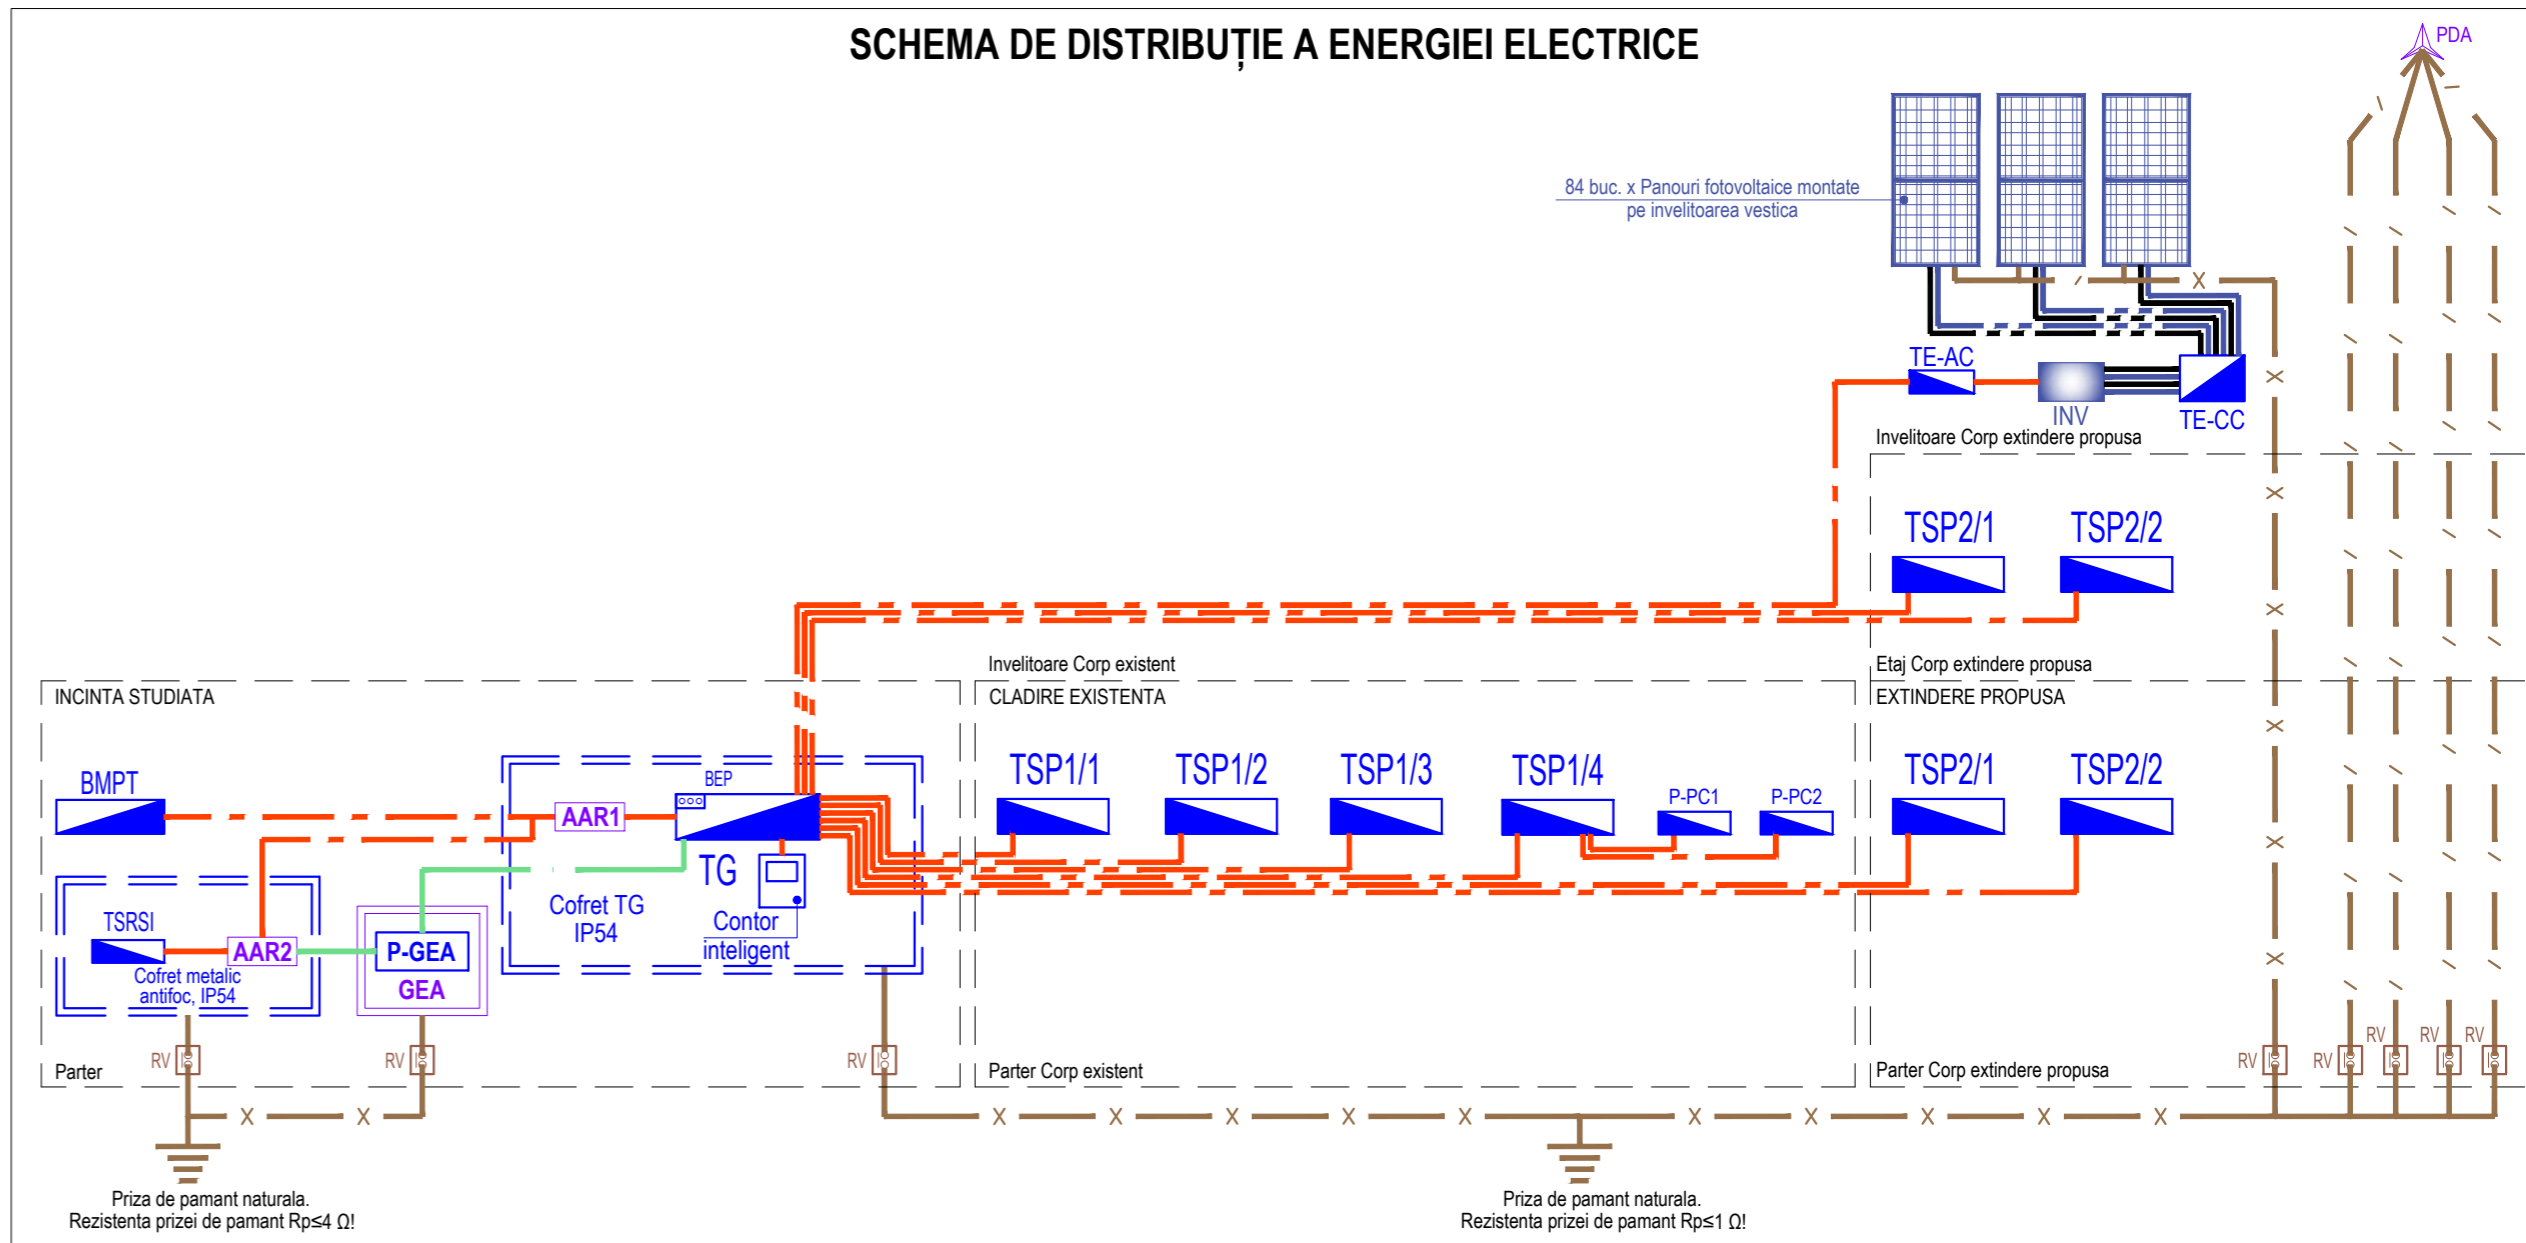 SCHEMA DE DISTRIBUȚIE A ENERGIEI ELECTRICE
PDA
84 buc. x Panouri fotovoltaice montate
pe invelitoarea vestica
TE-AC
INV
TE-CC
Invelitoare Corp extindere propusa
TSP2/1
TSP2/2
Invelitoare Corp existent
Etaj Corp extindere propusa
INCINTA STUDIATA
CLADIRE EXISTENTA
EXTINDERE PROPUSA
BMPT
BEP
AAR1
TG
Cofret TG
IP54
Contor
inteligent
TSRSI
AAR2
Cofret metalic
antifoc, IP54
P-GEA
GEA
TSP1/1
TSP1/2
TSP1/3
TSP1/4
P-PC1
P-PC2
TSP2/1
TSP2/2
RV
RV
RV
RV
RV
RV
RV
RV
Parter
Parter Corp existent
Parter Corp extindere propusa
Priza de pamant naturala.
Rezistenta prizei de pamant Rp≤4 Ω!
Priza de pamant naturala.
Rezistenta prizei de pamant Rp≤1 Ω!